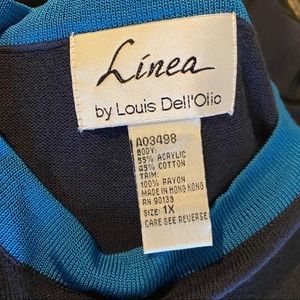 Linea
by Louis Dell'Olio
A03498
BODY:
55% ACRYLIC
45% COTTON
TRIM:
100% RAYON
MADE IN HONG KONG
RN 90133
SIZE: 1X
CARE SEE REVERSE